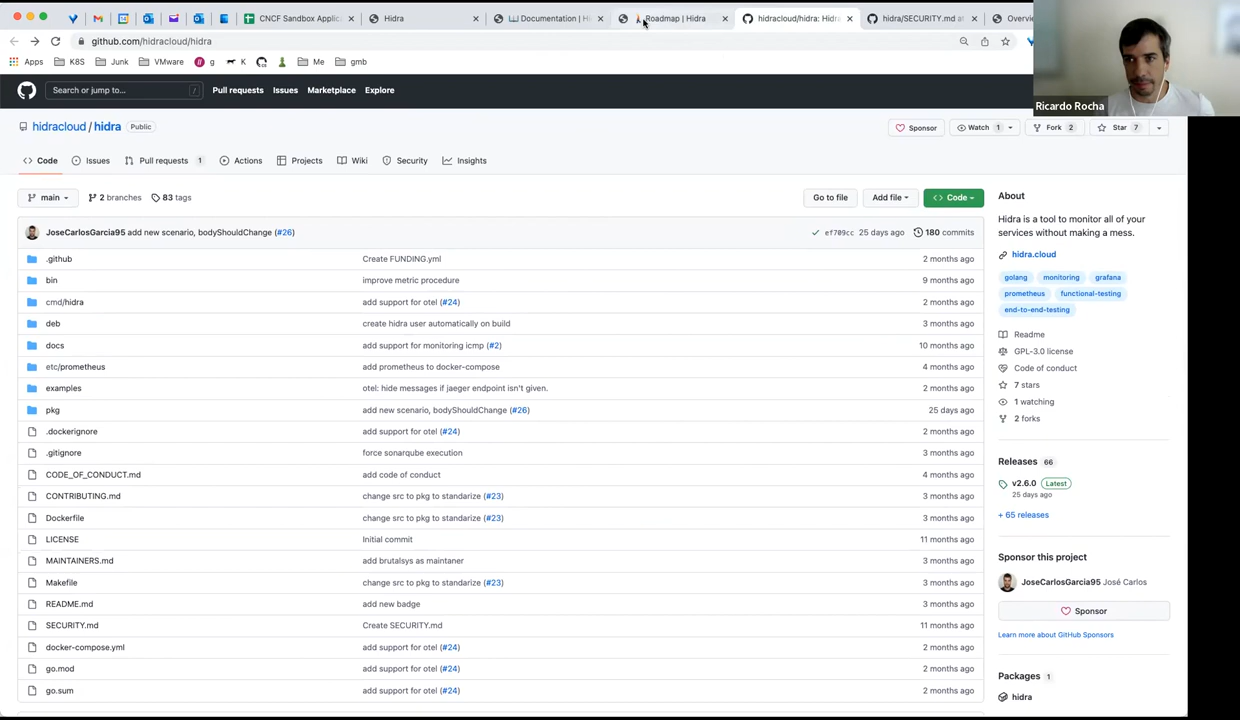 CNCF Sandbox Applic
Hidra
Documentation | H
Roadmap | Hidra
hidracloud/hidra: Hidra
hidra/SECURITY.md at
Overvie
github.com/hidracloud/hidra
Apps
K8S
Junk
VMware
g
K
Me
gmb
Ricardo Rocha
Search or jump to...
/
Pull requests
Issues
Marketplace
Explore
hidracloud / hidra
Public
Sponsor
Watch 1
Fork 2
Star 7
Code
Issues
Pull requests 1
Actions
Projects
Wiki
Security
Insights
main
2 branches
83 tags
Go to file
Add file
Code
JoseCarlosGarcia95 add new scenario, bodyShouldChange (#26)
ef709cc 25 days ago
180 commits
.github Create FUNDING.yml 2 months ago
bin improve metric procedure 9 months ago
cmd/hidra add support for otel (#24) 2 months ago
deb create hidra user automatically on build 3 months ago
docs add support for monitoring icmp (#2) 10 months ago
etc/prometheus add prometheus to docker-compose 4 months ago
examples otel: hide messages if jaeger endpoint isn't given. 2 months ago
pkg add new scenario, bodyShouldChange (#26) 25 days ago
.dockerignore add support for otel (#24) 2 months ago
.gitignore force sonarqube execution 3 months ago
CODE_OF_CONDUCT.md add code of conduct 4 months ago
CONTRIBUTING.md change src to pkg to standarize (#23) 3 months ago
Dockerfile change src to pkg to standarize (#23) 3 months ago
LICENSE Initial commit 11 months ago
MAINTAINERS.md add brutalsys as maintaner 3 months ago
Makefile change src to pkg to standarize (#23) 3 months ago
README.md add new badge 3 months ago
SECURITY.md Create SECURITY.md 11 months ago
docker-compose.yml add support for otel (#24) 2 months ago
go.mod add support for otel (#24) 2 months ago
go.sum add support for otel (#24) 2 months ago
About
Hidra is a tool to monitor all of your
services without making a mess.
hidra.cloud
golang monitoring grafana
prometheus functional-testing
end-to-end-testing
Readme
GPL-3.0 license
Code of conduct
7 stars
1 watching
2 forks
Releases 66
v2.6.0 Latest
25 days ago
+ 65 releases
Sponsor this project
JoseCarlosGarcia95 José Carlos
Sponsor
Learn more about GitHub Sponsors
Packages 1
hidra